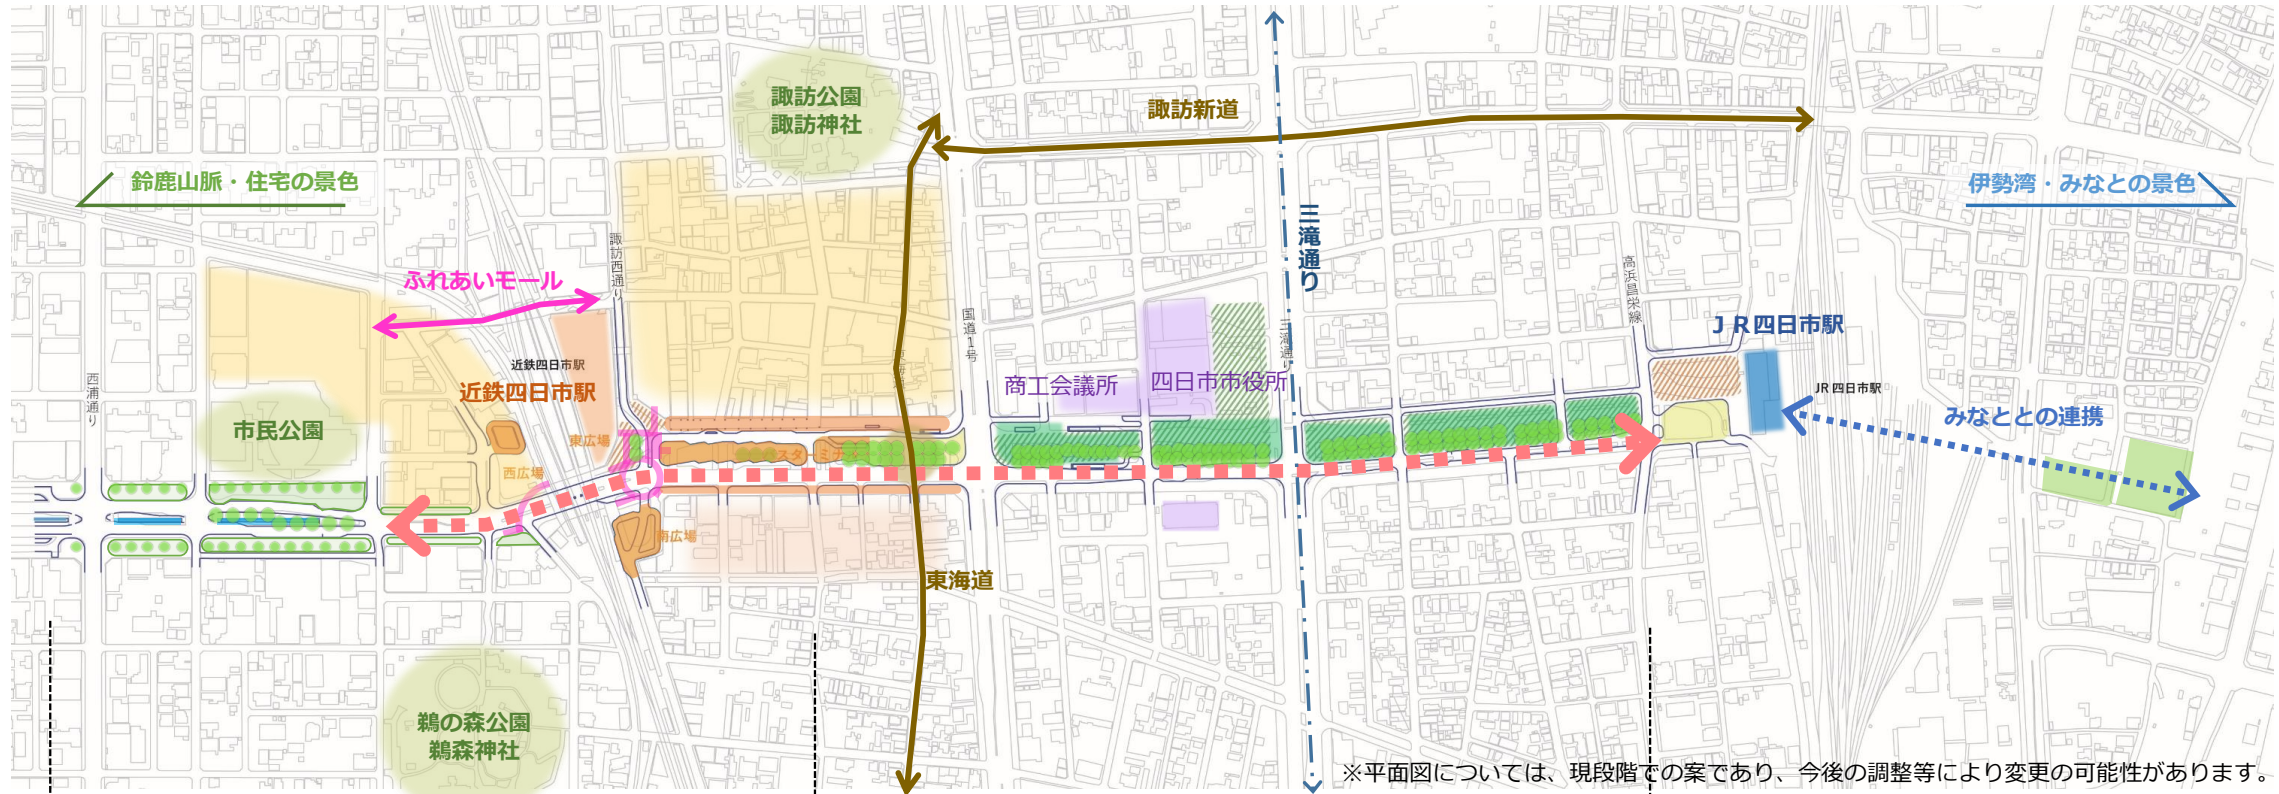 諏訪公園
諏訪神社
諏訪新道
鈴鹿山脈・住宅の景色
伊勢湾・みなとの景色
三滝通り
諏訪西通り
ふれあいモール
高浜昌栄線
国道1号
三滝通り
JR四日市駅
近鉄四日市駅
近鉄四日市駅
西浦通り
商工会議所
四日市市役所
JR四日市駅
みなととの連携
市民公園
東広場
西広場
南広場
東海道
鵜の森公園
鵜森神社
※平面図については、現段階での案であり、今後の調整等により変更の可能性があります。